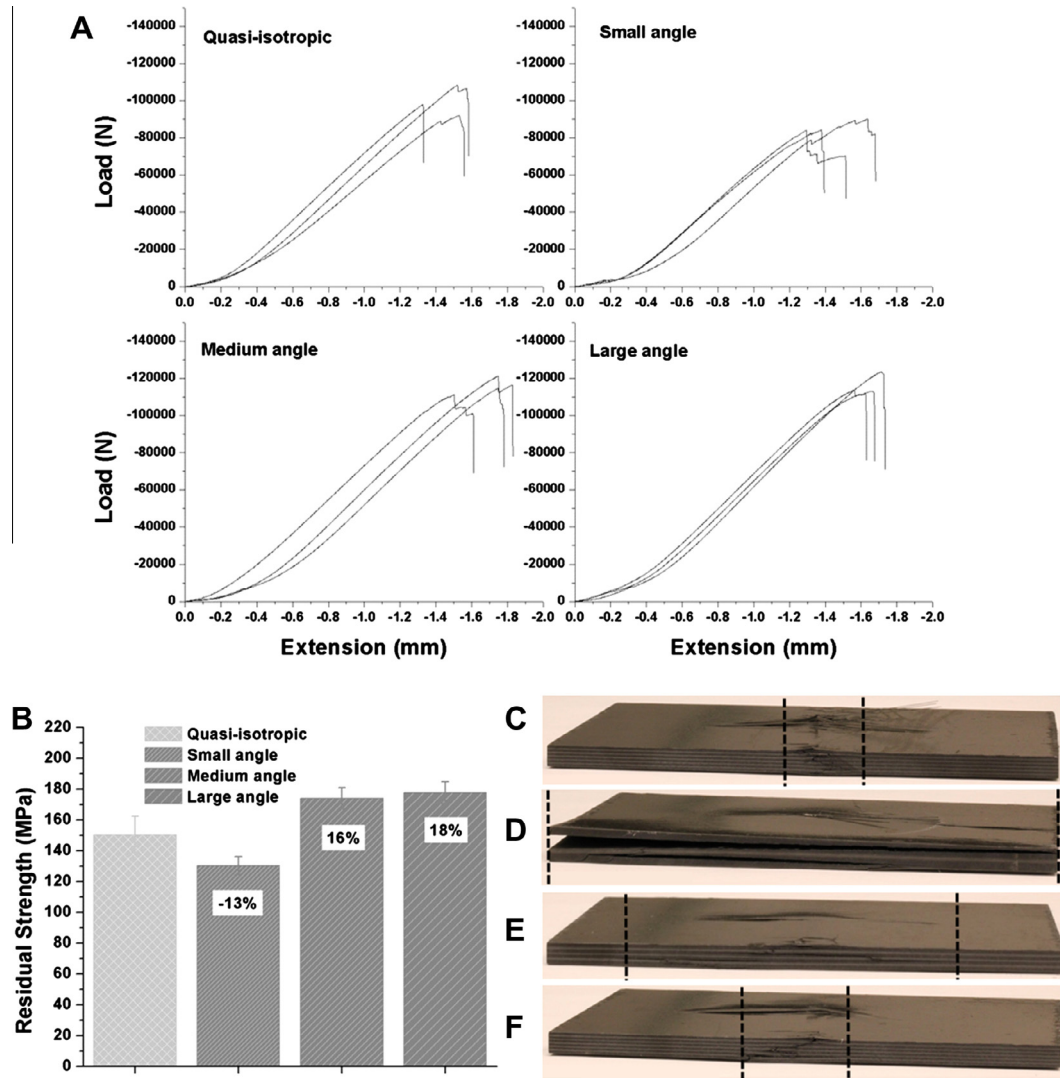 A
Quasi-isotropic
Small angle
Load (N)
-140000
-120000
-100000
-80000
-60000
-40000
-20000
0
0.0 -0.2 -0.4 -0.6 -0.8 -1.0 -1.2 -1.4 -1.6 -1.8 -2.0
-140000
-120000
-100000
-80000
-60000
-40000
-20000
0
0.0 -0.2 -0.4 -0.6 -0.8 -1.0 -1.2 -1.4 -1.6 -1.8 -2.0
Medium angle
Large angle
Load (N)
-140000
-120000
-100000
-80000
-60000
-40000
-20000
0
0.0 -0.2 -0.4 -0.6 -0.8 -1.0 -1.2 -1.4 -1.6 -1.8 -2.0
Extension (mm)
-140000
-120000
-100000
-80000
-60000
-40000
-20000
0
0.0 -0.2 -0.4 -0.6 -0.8 -1.0 -1.2 -1.4 -1.6 -1.8 -2.0
Extension (mm)
B
Residual Strength (MPa)
220
200
180
160
140
120
100
80
60
40
20
0
Quasi-isotropic
Small angle
Medium angle
Large angle
-13%
16%
18%
C
D
E
F